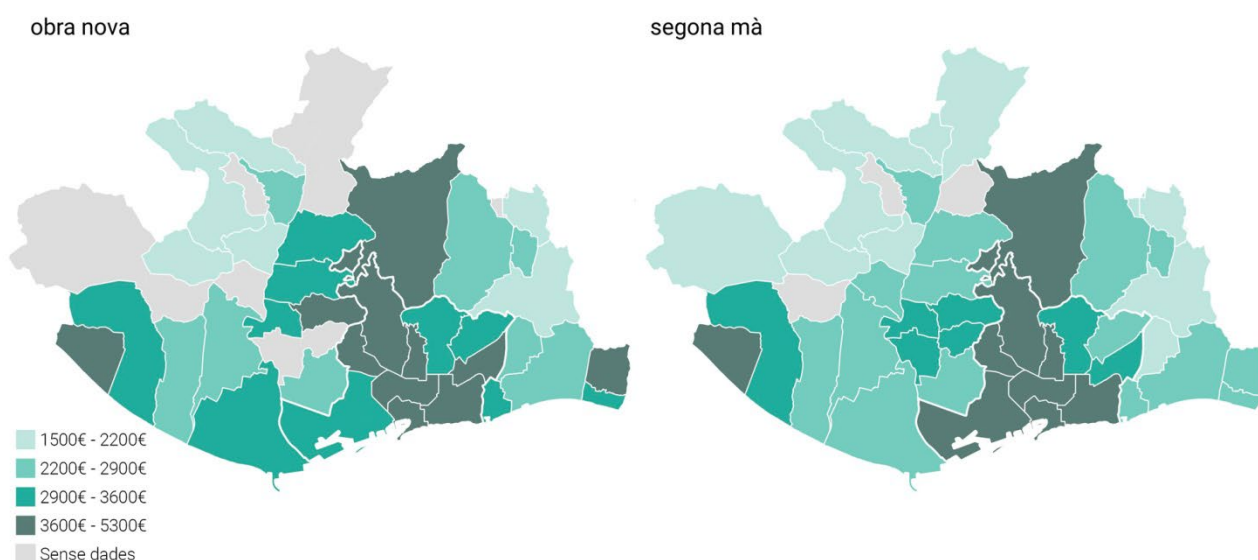 obra nova
segona mà
1500€ - 2200€
2200€ - 2900€
2900€ - 3600€
3600€ - 5300€
Sense dades